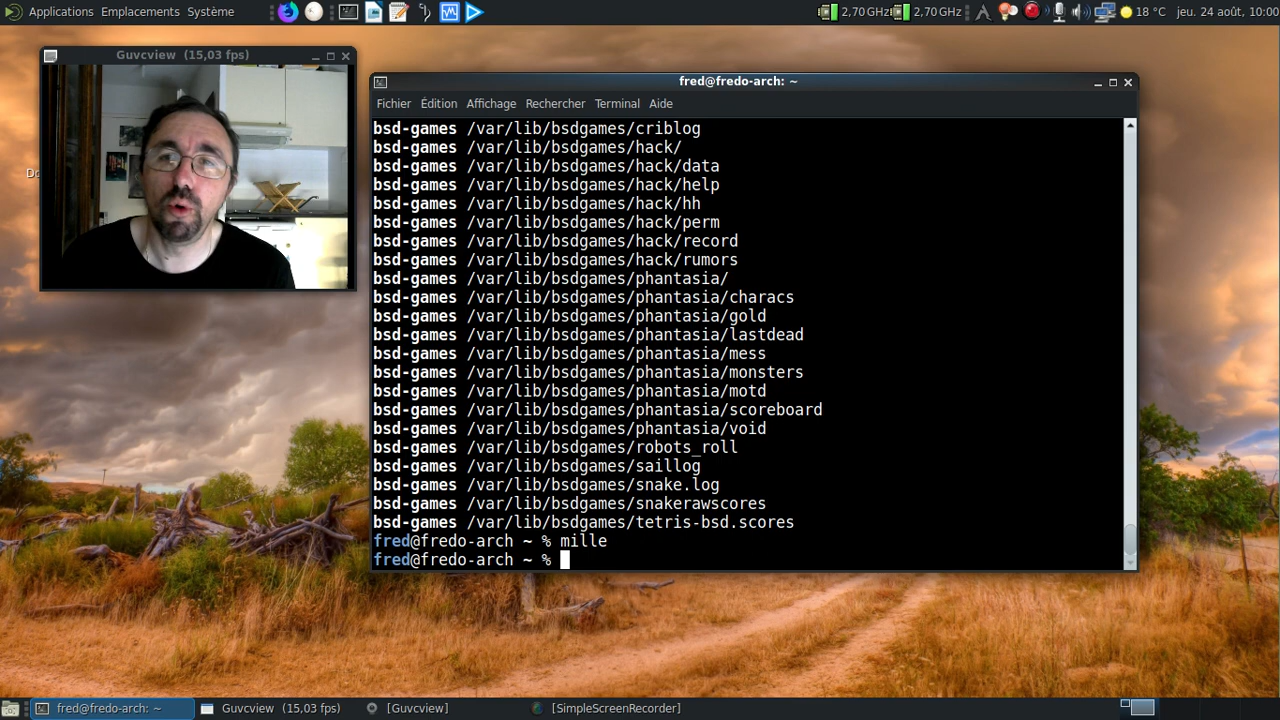 Applications Emplacements Système
2,70 GHz 2,70 GHz 18 °C jeu. 24 août, 10:00
Guvcview (15,03 fps)
fred@fredo-arch: ~
Fichier Édition Affichage Rechercher Terminal Aide
bsd-games /var/lib/bsdgames/criblog
bsd-games /var/lib/bsdgames/hack/
bsd-games /var/lib/bsdgames/hack/data
bsd-games /var/lib/bsdgames/hack/help
bsd-games /var/lib/bsdgames/hack/hh
bsd-games /var/lib/bsdgames/hack/perm
bsd-games /var/lib/bsdgames/hack/record
bsd-games /var/lib/bsdgames/hack/rumors
bsd-games /var/lib/bsdgames/phantasia/
bsd-games /var/lib/bsdgames/phantasia/characs
bsd-games /var/lib/bsdgames/phantasia/gold
bsd-games /var/lib/bsdgames/phantasia/lastdead
bsd-games /var/lib/bsdgames/phantasia/mess
bsd-games /var/lib/bsdgames/phantasia/monsters
bsd-games /var/lib/bsdgames/phantasia/motd
bsd-games /var/lib/bsdgames/phantasia/scoreboard
bsd-games /var/lib/bsdgames/phantasia/void
bsd-games /var/lib/bsdgames/robots_roll
bsd-games /var/lib/bsdgames/saillog
bsd-games /var/lib/bsdgames/snake.log
bsd-games /var/lib/bsdgames/snakerawscores
bsd-games /var/lib/bsdgames/tetris-bsd.scores
fred@fredo-arch ~ % mille
fred@fredo-arch ~ %
fred@fredo-arch: ~ Guvcview (15,03 fps) [Guvcview] [SimpleScreenRecorder]